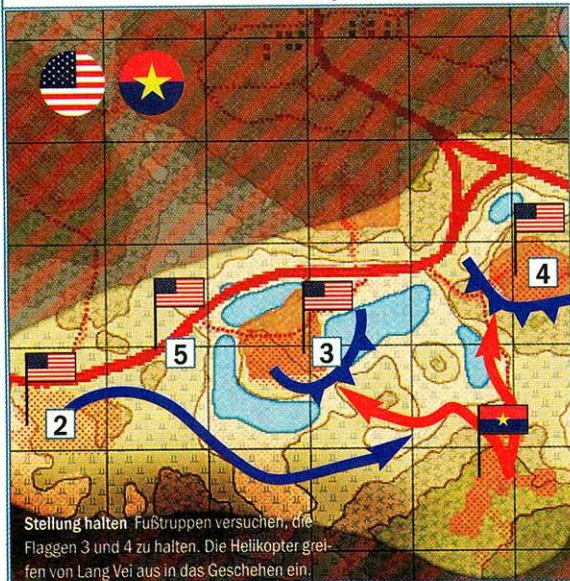 4
3
5
2
Stellung halten Fußtruppen versuchen, die
Flaggen 3 und 4 zu halten. Die Helikopter grei-
fen von Lang Vei aus in das Geschehen ein.